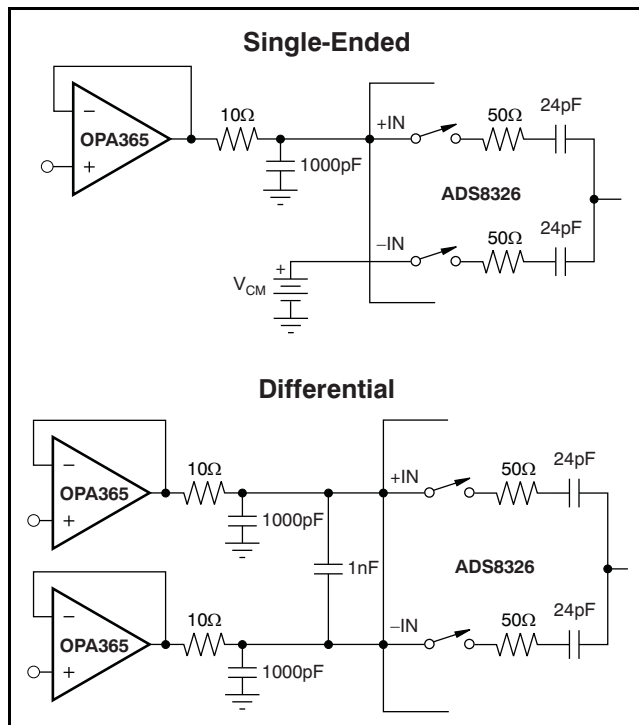 Single-Ended
−
OPA365
+
10Ω
1000pF
+IN
50Ω
24pF
ADS8326
−IN
50Ω
24pF
+
VCM
Differential
−
OPA365
+
10Ω
1000pF
1nF
+IN
50Ω
24pF
ADS8326
−
OPA365
+
10Ω
1000pF
−IN
50Ω
24pF